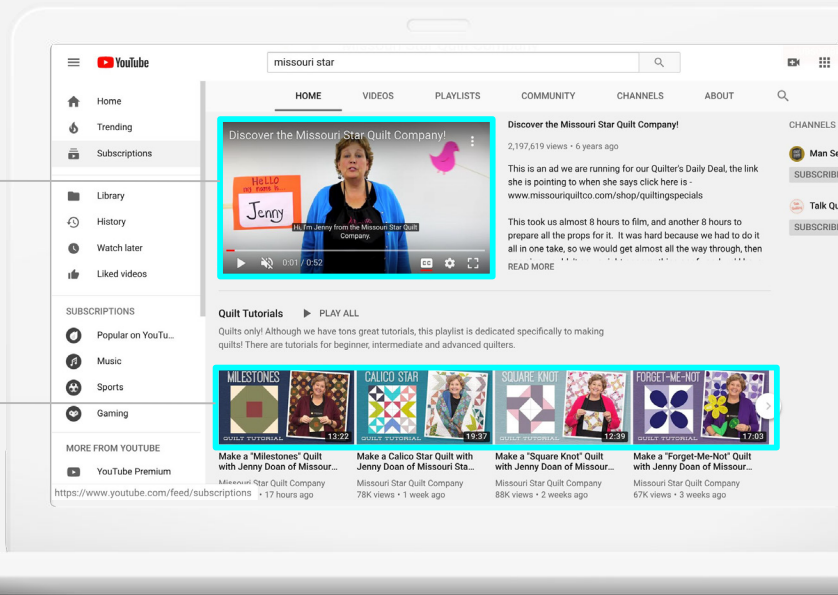 YouTube
missouri star
Home
Trending
Subscriptions
Library
History
Watch later
Liked videos
SUBSCRIPTIONS
Popular on YouTu...
Music
Sports
Gaming
MORE FROM YOUTUBE
YouTube Premium
https://www.youtube.com/feed/subscriptions
HOME VIDEOS PLAYLISTS COMMUNITY CHANNELS ABOUT
Discover the Missouri Star Quilt Company!
Hello
my name is
Jenny
Hi, I'm Jenny from the Missouri Star Quilt
Company.
0:01 / 0:52
CC
Discover the Missouri Star Quilt Company!
2,197,619 views • 6 years ago
This is an ad we are running for our Quilter's Daily Deal, the link
she is pointing to when she says click here is -
www.missouriquiltco.com/shop/quiltingspecials
This took us almost 8 hours to film, and another 8 hours to
prepare all the props for it. It was hard because we had to do it
all in one take, so we would get almost all the way through, then
READ MORE
CHANNELS
Man Se
SUBSCRIBE
Talk Qu
SUBSCRIBE
Quilt Tutorials PLAY ALL
Quilts only! Although we have tons great tutorials, this playlist is dedicated specifically to making
quilts! There are tutorials for beginner, intermediate and advanced quilters.
MILESTONES
QUILT TUTORIAL
13:22
Make a "Milestones" Quilt
with Jenny Doan of Missour...
Missouri Star Quilt Company
• 17 hours ago
CALICO STAR
QUILT TUTORIAL
19:37
Make a Calico Star Quilt with
Jenny Doan of Missouri Sta...
Missouri Star Quilt Company
78K views • 1 week ago
SQUARE KNOT
QUILT TUTORIAL
12:39
Make a "Square Knot" Quilt
with Jenny Doan of Missour...
Missouri Star Quilt Company
88K views • 2 weeks ago
FORGET-ME-NOT
QUILT TUTORIAL
17:03
Make a "Forget-Me-Not" Quilt
with Jenny Doan of Missour...
Missouri Star Quilt Company
67K views • 3 weeks ago